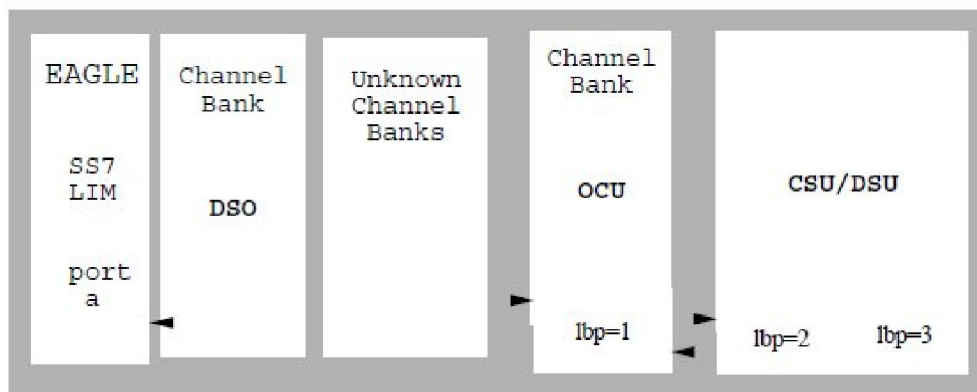 EAGLE
SS7
LIM
port
a
Channel
Bank
DSO
Unknown
Channel
Banks
Channel
Bank
OCU
lbp=1
CSU/DSU
lbp=2
lbp=3